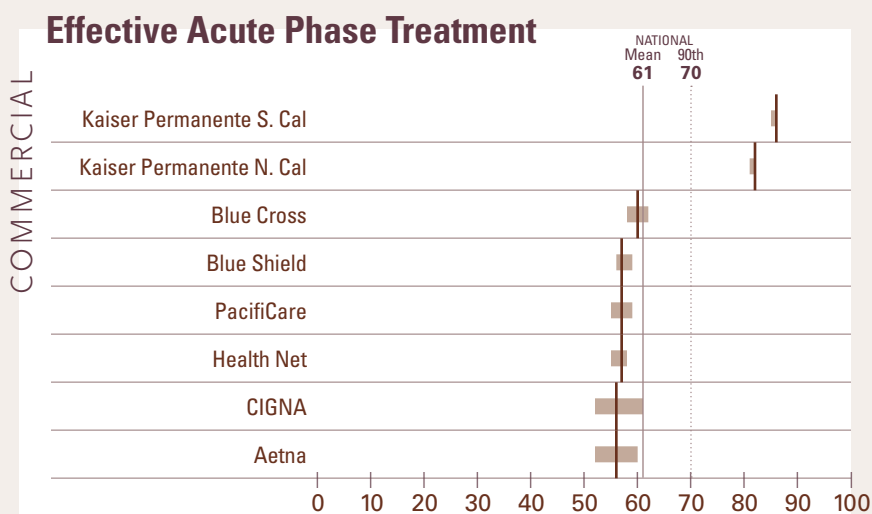 Effective Acute Phase Treatment
NATIONAL
Mean 90th
61 70
COMMERCIAL
Kaiser Permanente S. Cal
Kaiser Permanente N. Cal
Blue Cross
Blue Shield
PacifiCare
Health Net
CIGNA
Aetna
0 10 20 30 40 50 60 70 80 90 100